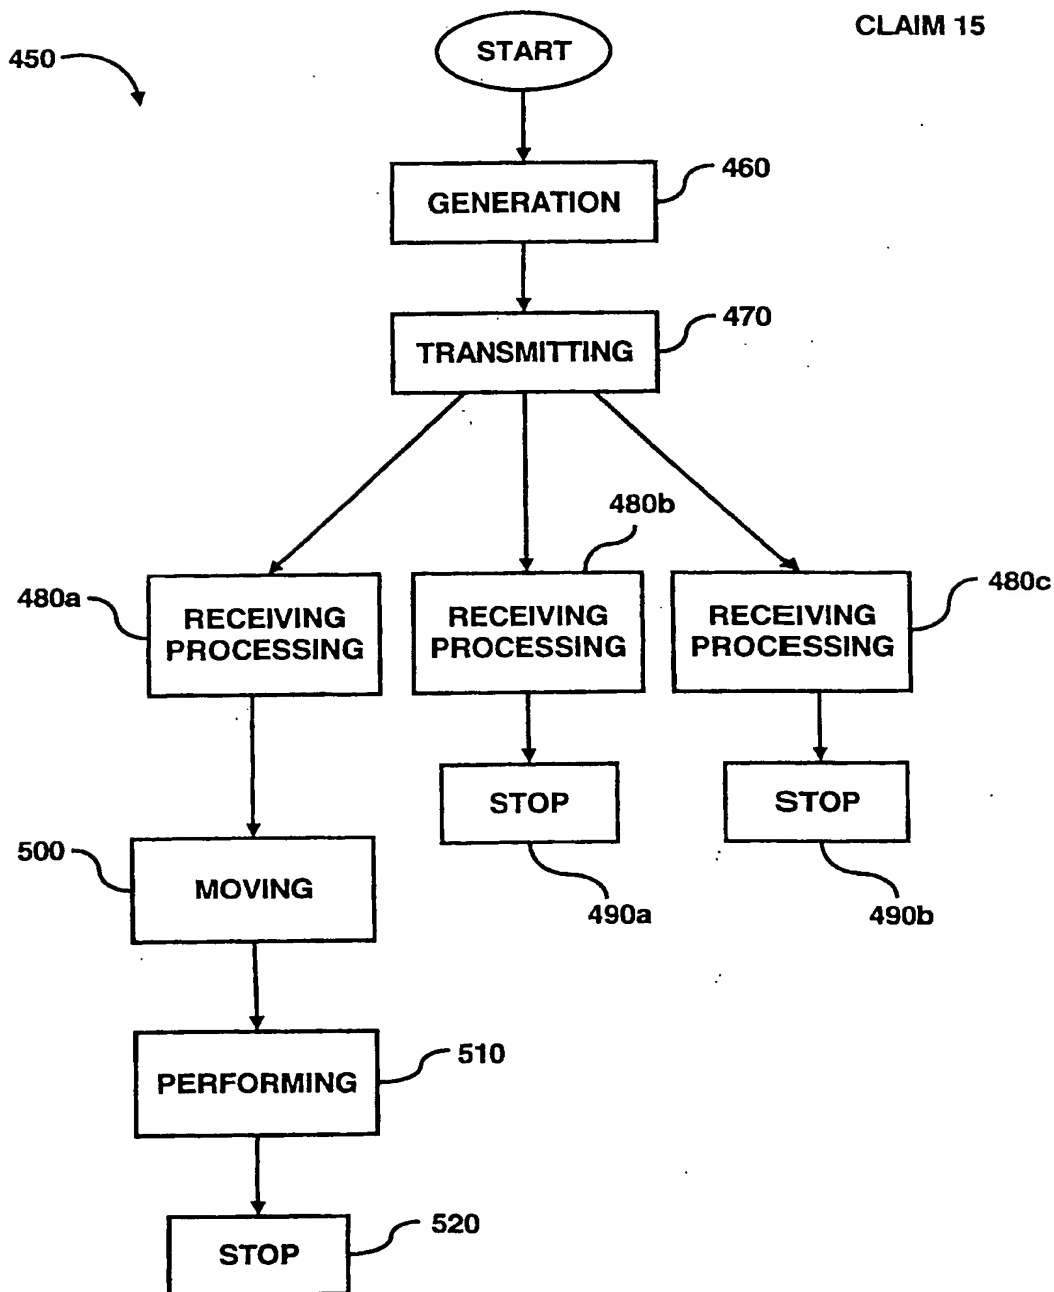 CLAIM 15
450
START
460
GENERATION
470
TRANSMITTING
480b
480a
RECEIVING
PROCESSING
RECEIVING
PROCESSING
RECEIVING
PROCESSING
480c
STOP
STOP
500
MOVING
490a
490b
510
PERFORMING
520
STOP